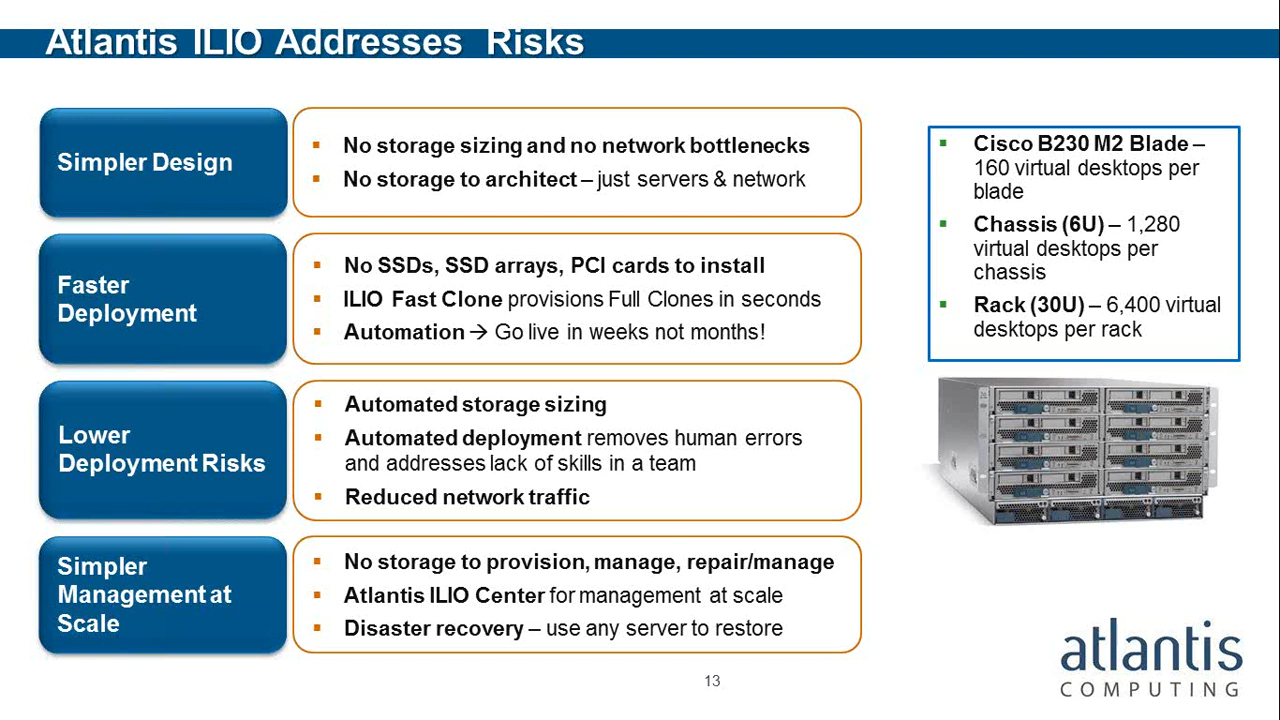 Atlantis ILIO Addresses Risks
Simpler Design
▪ No storage sizing and no network bottlenecks
▪ No storage to architect – just servers & network
Faster
Deployment
▪ No SSDs, SSD arrays, PCI cards to install
▪ ILIO Fast Clone provisions Full Clones in seconds
▪ Automation → Go live in weeks not months!
Lower
Deployment Risks
▪ Automated storage sizing
▪ Automated deployment removes human errors
and addresses lack of skills in a team
▪ Reduced network traffic
Simpler
Management at
Scale
▪ No storage to provision, manage, repair/manage
▪ Atlantis ILIO Center for management at scale
▪ Disaster recovery – use any server to restore
▪ Cisco B230 M2 Blade –
160 virtual desktops per
blade
▪ Chassis (6U) – 1,280
virtual desktops per
chassis
▪ Rack (30U) – 6,400 virtual
desktops per rack
atlantis
COMPUTING
13